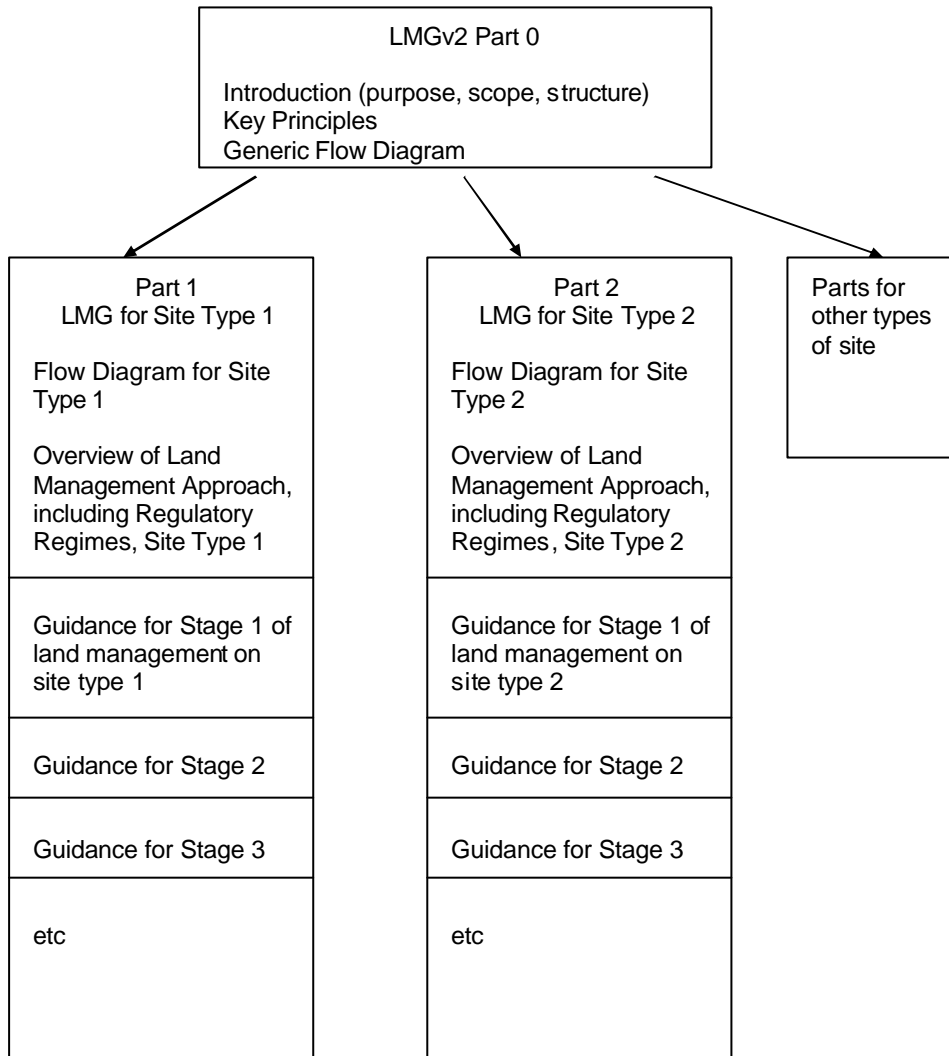 LMGv2 Part 0
Introduction (purpose, scope, structure)
Key Principles
Generic Flow Diagram
Part 1
LMG for Site Type 1
Flow Diagram for Site
Type 1
Overview of Land
Management Approach,
including Regulatory
Regimes, Site Type 1
Guidance for Stage 1 of
land management on
site type 1
Guidance for Stage 2
Guidance for Stage 3
etc
Part 2
LMG for Site Type 2
Flow Diagram for Site
Type 2
Overview of Land
Management Approach,
including Regulatory
Regimes, Site Type 2
Guidance for Stage 1 of
land management on
site type 2
Guidance for Stage 2
Guidance for Stage 3
etc
Parts for
other types
of site